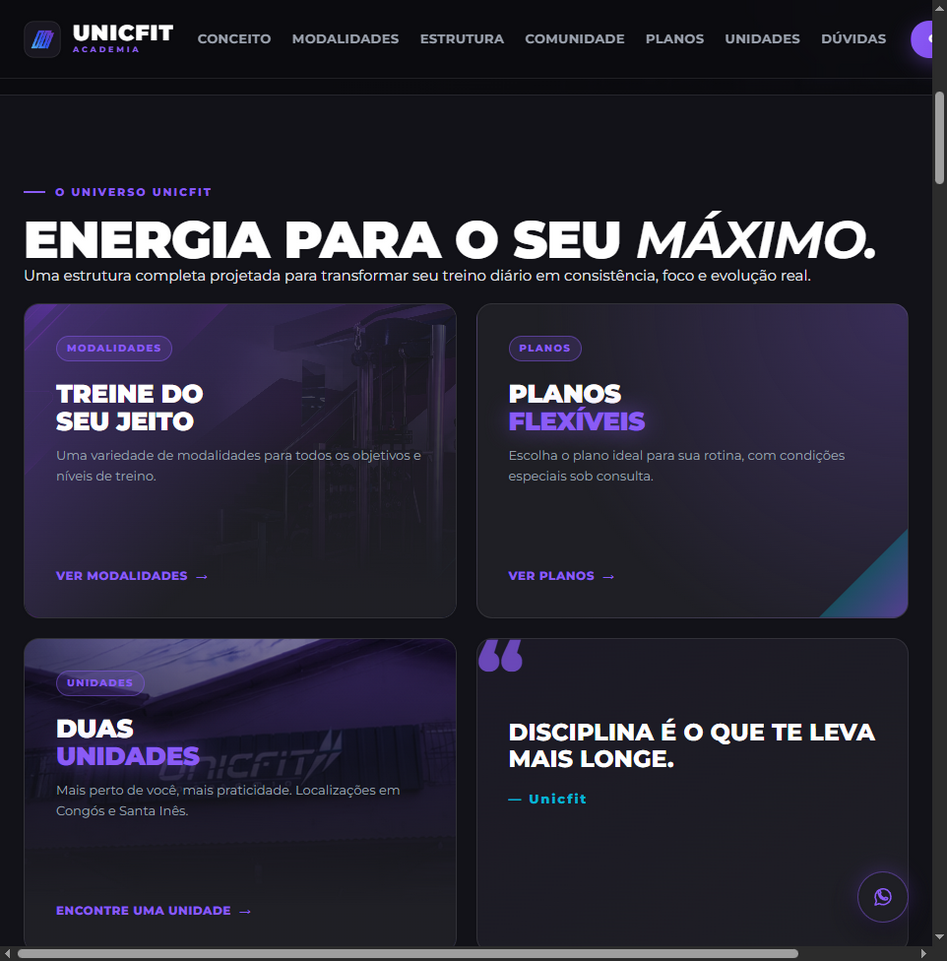 UNICFIT
ACADEMIA
CONCEITO
MODALIDADES
ESTRUTURA
COMUNIDADE
PLANOS
UNIDADES
DÚVIDAS
O UNIVERSO UNICFIT
ENERGIA PARA O SEU MÁXIMO.
Uma estrutura completa projetada para transformar seu treino diário em consistência, foco e evolução real.
MODALIDADES
TREINE DO
SEU JEITO
Uma variedade de modalidades para todos os objetivos e
níveis de treino.
VER MODALIDADES →
PLANOS
PLANOS
FLEXÍVEIS
Escolha o plano ideal para sua rotina, com condições
especiais sob consulta.
VER PLANOS →
UNIDADES
DUAS
UNIDADES
UNICFIT
Mais perto de você, mais praticidade. Localizações em
Congós e Santa Inês.
ENCONTRE UMA UNIDADE →
“
DISCIPLINA É O QUE TE LEVA
MAIS LONGE.
— Unicfit